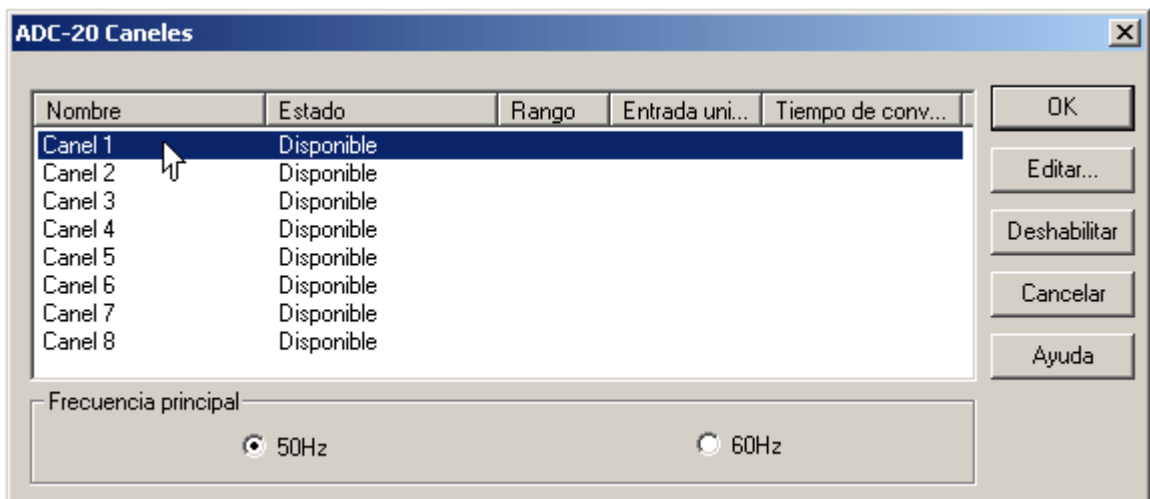 ADC-20 Caneles
Nombre Estado Rango Entrada uni... Tiempo de conv...
Canel 1 Disponible
Canel 2 Disponible
Canel 3 Disponible
Canel 4 Disponible
Canel 5 Disponible
Canel 6 Disponible
Canel 7 Disponible
Canel 8 Disponible
OK
Editar...
Deshabilitar
Cancelar
Ayuda
Frecuencia principal
50Hz 60Hz